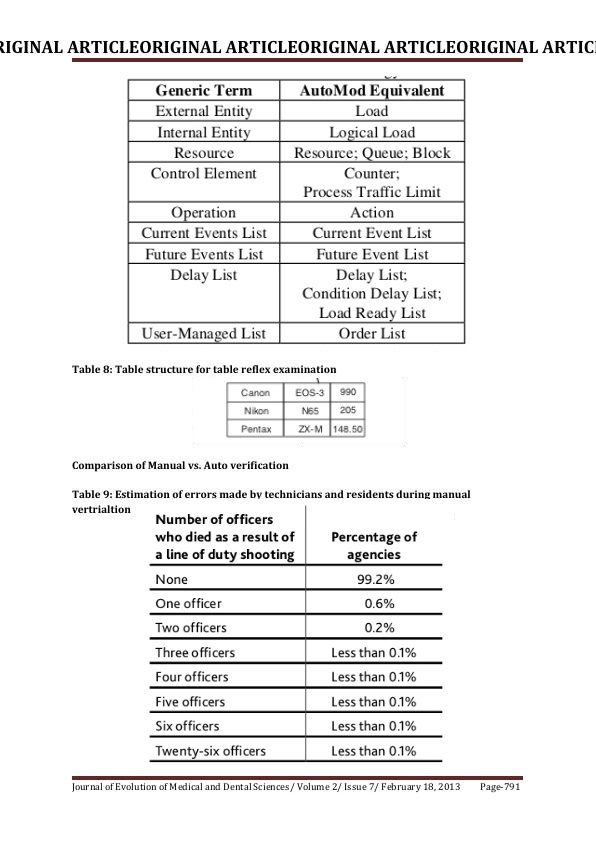 RIGINAL ARTICLEORIGINAL ARTICLEORIGINAL ARTICLEORIGINAL ARTIC
Generic Term AutoMod Equivalent
External Entity Load
Internal Entity Logical Load
Resource Resource; Queue; Block
Control Element Counter;
Process Traffic Limit
Operation Action
Current Events List Current Event List
Future Events List Future Event List
Delay List Delay List;
Condition Delay List;
Load Ready List
User-Managed List Order List
Table 8: Table structure for table reflex examination
Canon EOS-3 990
Nikon N65 205
Pentax ZX-M 148.50
Comparison of Manual vs. Auto verification
Table 9: Estimation of errors made by technicians and residents during manual
vertrialtion
Number of officers
who died as a result of Percentage of
a line of duty shooting agencies
None 99.2%
One officer 0.6%
Two officers 0.2%
Three officers Less than 0.1%
Four officers Less than 0.1%
Five officers Less than 0.1%
Six officers Less than 0.1%
Twenty-six officers Less than 0.1%
Journal of Evolution of Medical and Dental Sciences/ Volume 2/ Issue 7/ February 18, 2013 Page-791